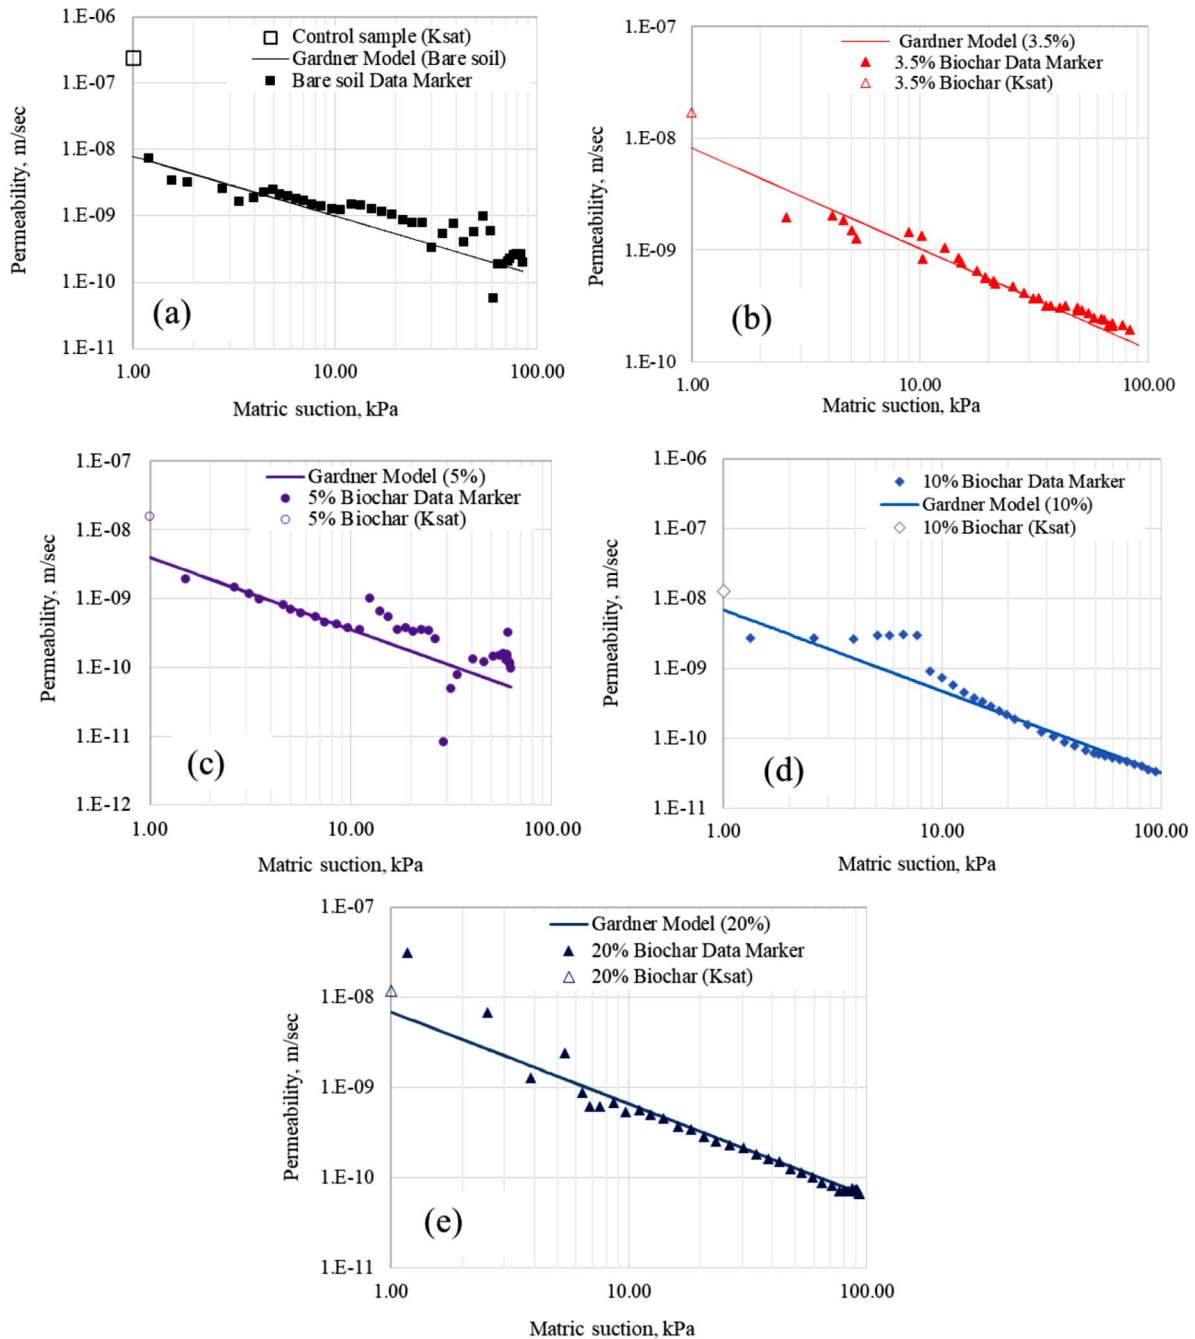 1.E-06
1.E-07
1.E-08
1.E-09
1.E-10
1.E-11
Permeability, m/sec
Control sample (Ksat)
Gardner Model (Bare soil)
Bare soil Data Marker
(a)
1.00
10.00
100.00
Matric suction, kPa
1.E-07
1.E-08
1.E-09
1.E-10
Permeability, m/sec
Gardner Model (3.5%)
3.5% Biochar Data Marker
3.5% Biochar (Ksat)
(b)
1.00
10.00
100.00
Matric suction, kPa
1.E-07
1.E-08
1.E-09
1.E-10
1.E-11
1.E-12
Permeability, m/sec
Gardner Model (5%)
5% Biochar Data Marker
5% Biochar (Ksat)
(c)
1.00
10.00
100.00
Matric suction, kPa
1.E-06
1.E-07
1.E-08
1.E-09
1.E-10
1.E-11
Permeability, m/sec
10% Biochar Data Marker
Gardner Model (10%)
10% Biochar (Ksat)
(d)
1.00
10.00
100.00
Matric suction, kPa
1.E-07
1.E-08
1.E-09
1.E-10
1.E-11
Permeability, m/sec
Gardner Model (20%)
20% Biochar Data Marker
20% Biochar (Ksat)
(e)
1.00
10.00
100.00
Matric suction, kPa